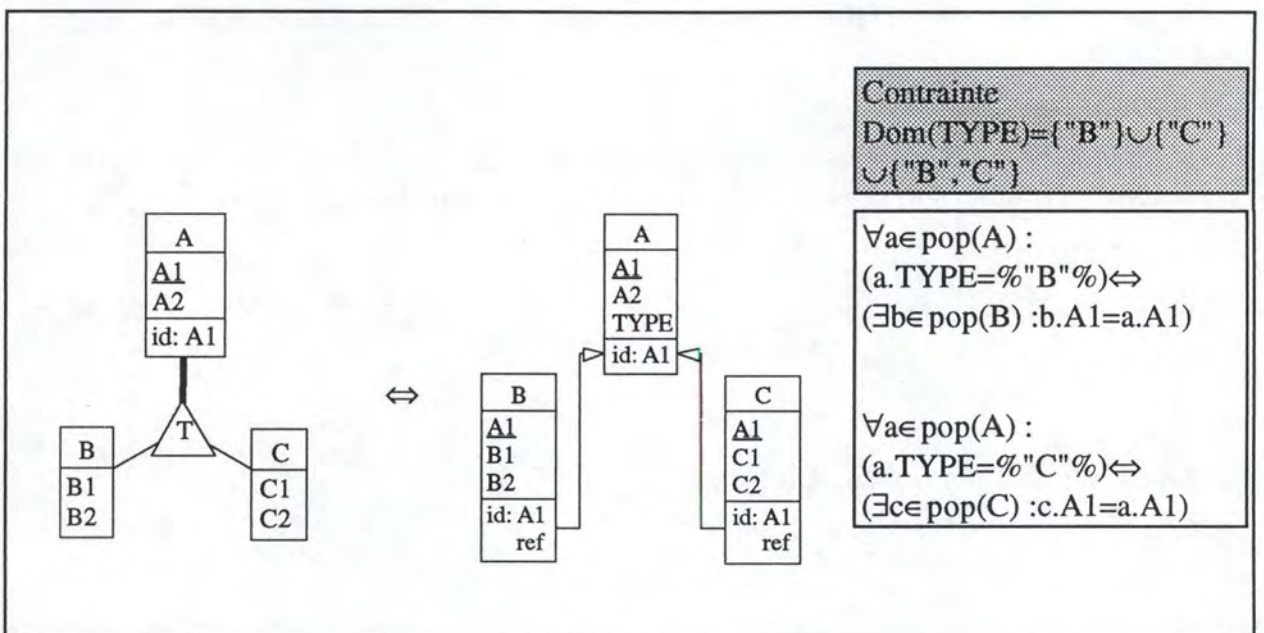 Contrainte
Dom(TYPE)={"B"}∪{"C"}
∪{"B","C"}
A
A1
A2
id: A1
T
B
B1
B2
C
C1
C2
⇔
A
A1
A2
TYPE
id: A1
B
A1
B1
B2
id: A1
ref
C
A1
C1
C2
id: A1
ref
∀a∈pop(A) :
(a.TYPE=%"B"%)⇔
(∃b∈pop(B) :b.A1=a.A1)
∀a∈pop(A) :
(a.TYPE=%"C"%)⇔
(∃c∈pop(C) :c.A1=a.A1)